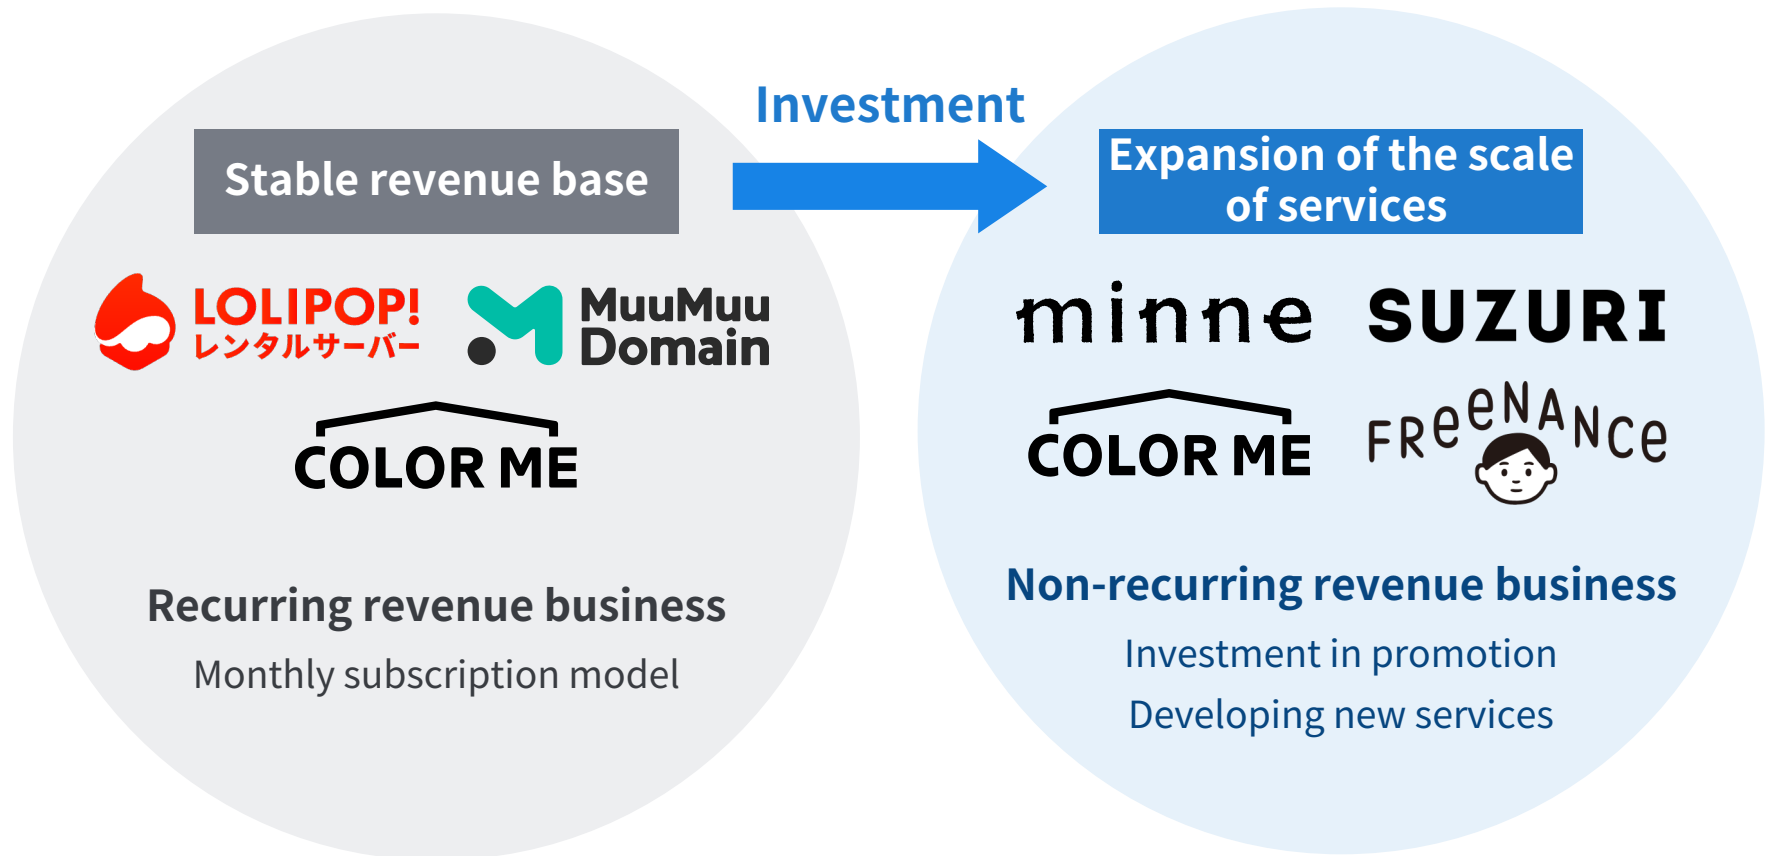 Investment
Stable revenue base
LOLIPOP!
レンタルサーバー
MuuMuu
Domain
COLOR ME
Recurring revenue business
Monthly subscription model
Expansion of the scale
of services
minne
SUZURI
COLOR ME
FReeNANce
Non-recurring revenue business
Investment in promotion
Developing new services